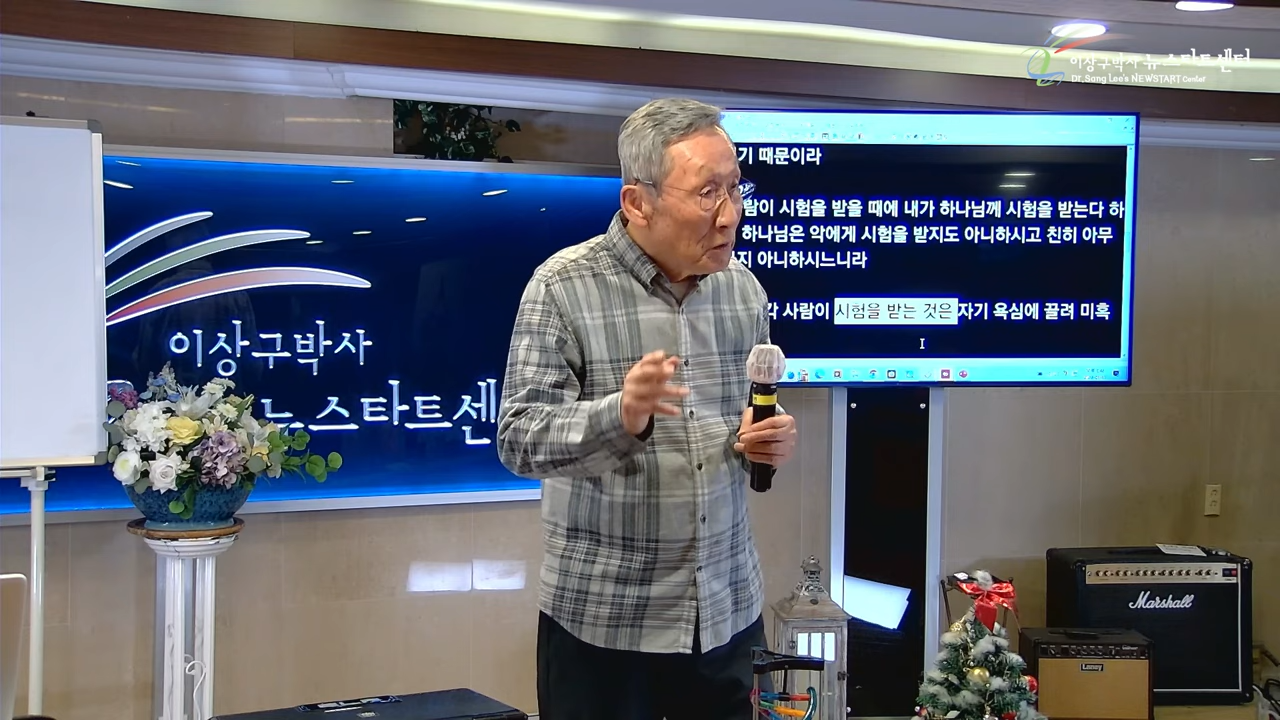 이상구박사 뉴스타트센터
Dr. Sang Lee's NEWSTART Center
이상구박사
뉴스타트센
기 때문이라
람이 시험을 받을 때에 내가 하나님께 시험을 받는다 하
하나님은 악에게 시험을 받지도 아니하시고 친히 아무
지 아니하시느니라
각 사람이 시험을 받는 것은 자기 욕심에 끌려 미혹
Marshall
Laney